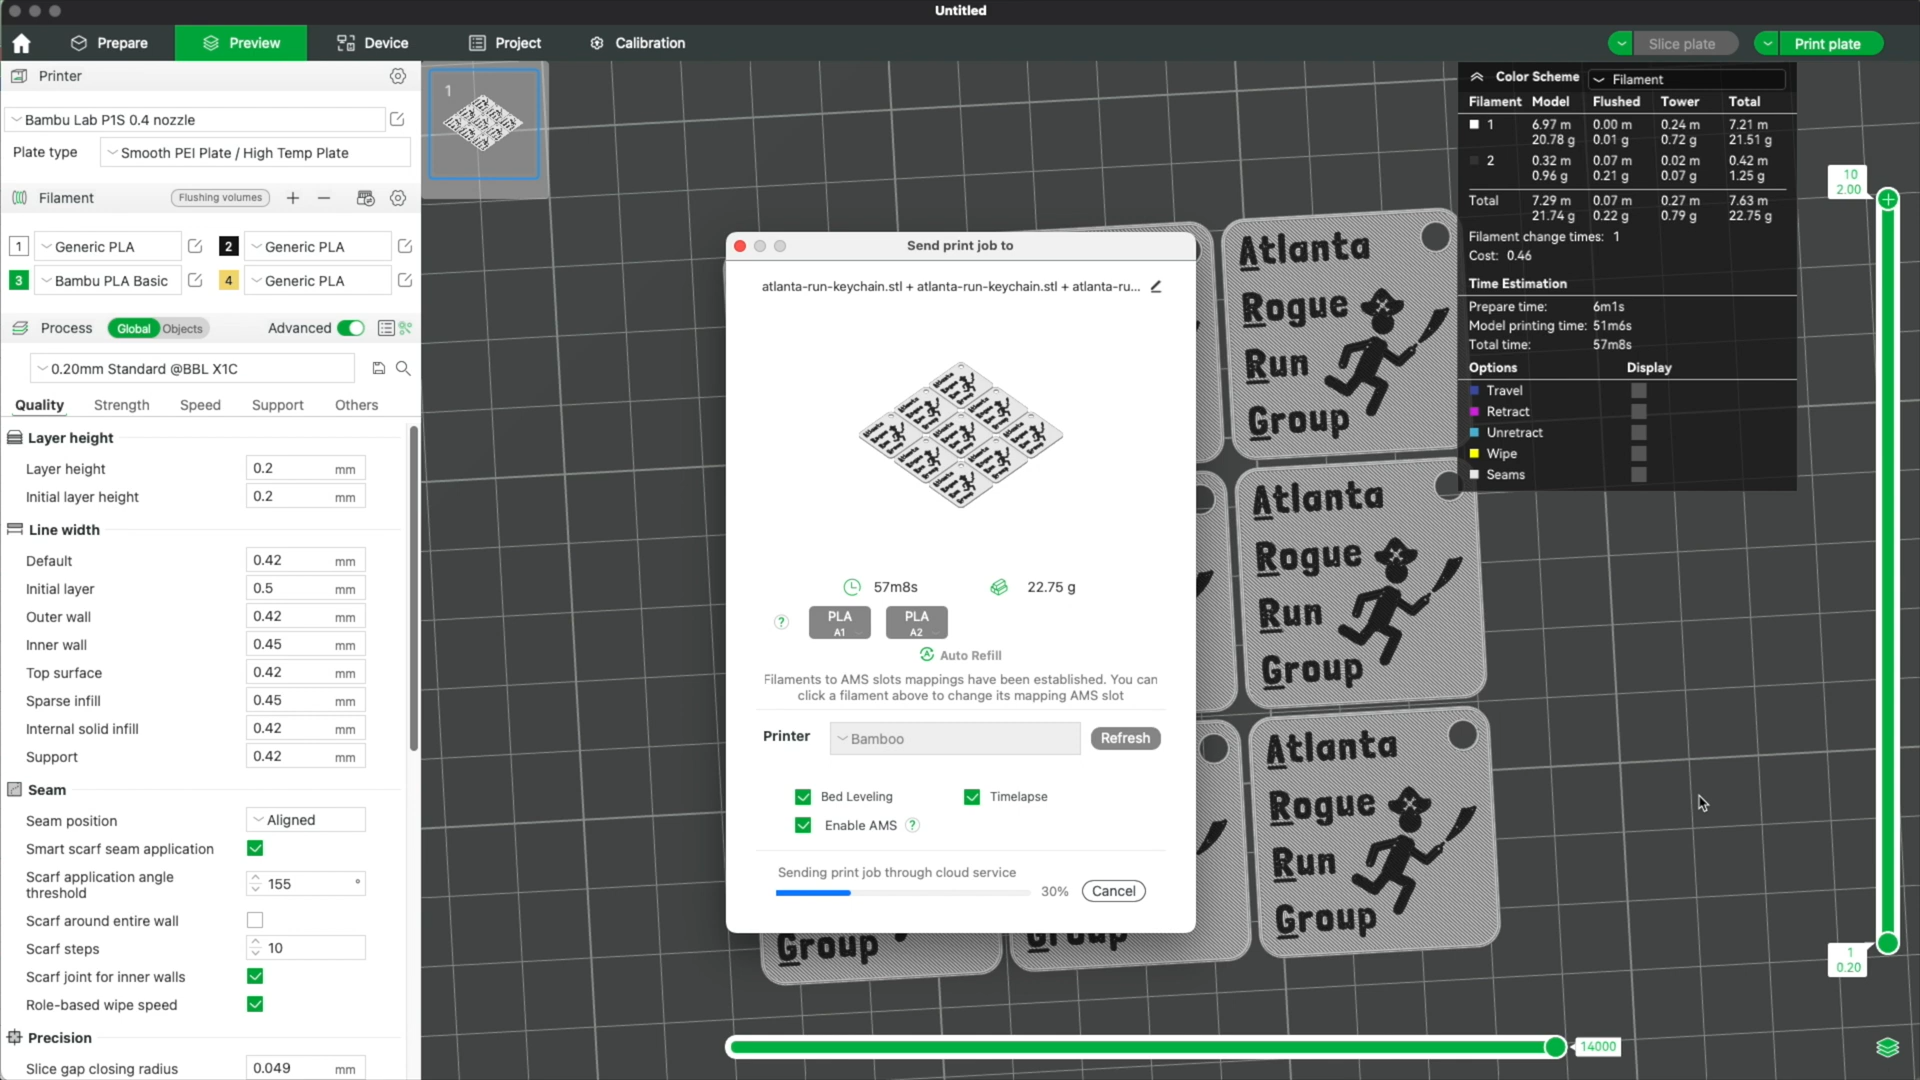 Untitled
Prepare
Preview
Device
Project
Calibration
Slice plate
Print plate
Printer
Bambu Lab P1S 0.4 nozzle
Plate type
Smooth PEI Plate / High Temp Plate
Filament
Flushing volumes
1 Generic PLA
2 Generic PLA
3 Bambu PLA Basic
4 Generic PLA
Process
Global
Objects
Advanced
0.20mm Standard @BBL X1C
Quality
Strength
Speed
Support
Others
Layer height
Layer height 0.2 mm
Initial layer height 0.2 mm
Line width
Default 0.42 mm
Initial layer 0.5 mm
Outer wall 0.42 mm
Inner wall 0.45 mm
Top surface 0.42 mm
Sparse infill 0.45 mm
Internal solid infill 0.42 mm
Support 0.42 mm
Seam
Seam position Aligned
Smart scarf seam application
Scarf application angle
threshold
155 °
Scarf around entire wall
Scarf steps 10
Scarf joint for inner walls
Role-based wipe speed
Precision
Slice gap closing radius 0.049 mm
1
Send print job to
atlanta-run-keychain.stl + atlanta-run-keychain.stl + atlanta-ru...
57m8s
22.75 g
?
PLA
A1
PLA
A2
Auto Refill
Filaments to AMS slots mappings have been established. You can
click a filament above to change its mapping AMS slot
Printer
Bamboo
Refresh
Bed Leveling
Timelapse
Enable AMS ?
Sending print job through cloud service
30%
Cancel
Atlanta
Rogue
Run
Group
Atlanta
Rogue
Run
Group
Atlanta
Rogue
Run
Group
Group
Group
Color Scheme
Filament
Filament Model Flushed Tower Total
1 6.97 m 0.00 m 0.24 m 7.21 m
20.78 g 0.01 g 0.72 g 21.51 g
2 0.32 m 0.07 m 0.02 m 0.42 m
0.96 g 0.21 g 0.07 g 1.25 g
Total 7.29 m 0.07 m 0.27 m 7.63 m
21.74 g 0.22 g 0.79 g 22.75 g
Filament change times: 1
Cost: 0.46
Time Estimation
Prepare time: 6m1s
Model printing time: 51m6s
Total time: 57m8s
Options Display
Travel
Retract
Unretract
Wipe
Seams
10
2.00
1
0.20
14000